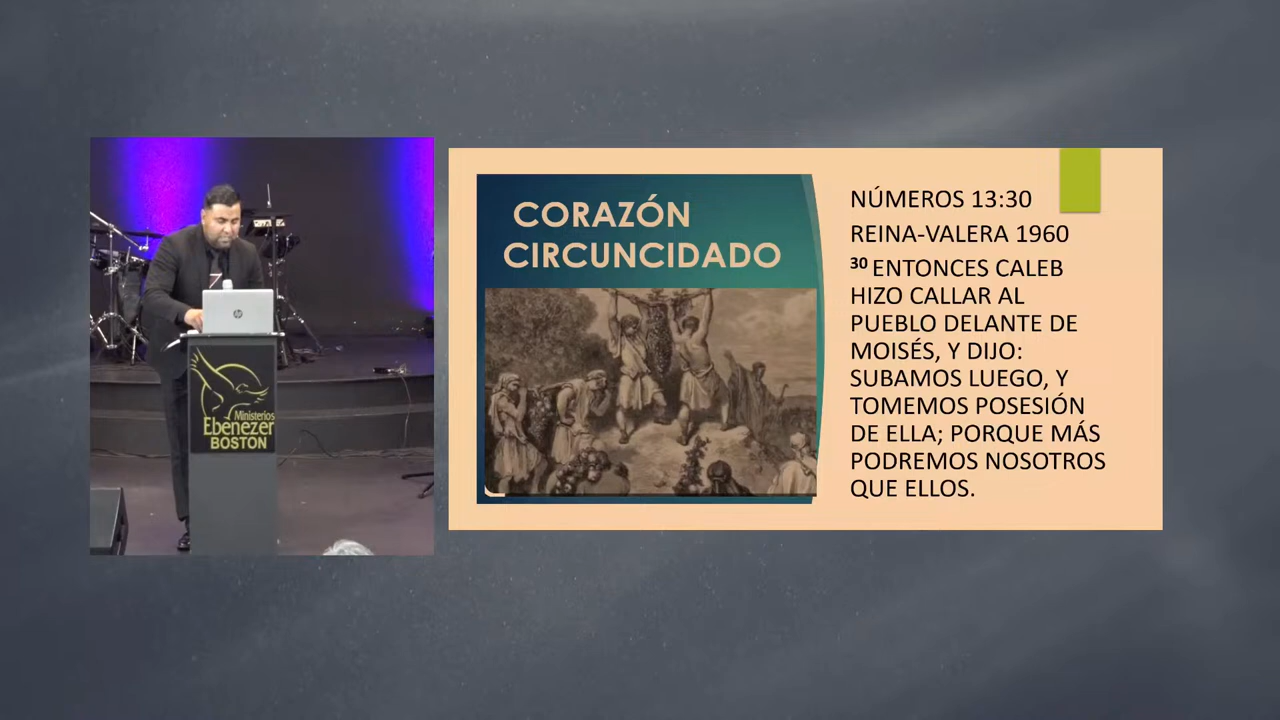 CORAZÓN
CIRCUNCIDADO
NÚMEROS 13:30
REINA-VALERA 1960
30 ENTONCES CALEB
HIZO CALLAR AL
PUEBLO DELANTE DE
MOISÉS, Y DIJO:
SUBAMOS LUEGO, Y
TOMEMOS POSESIÓN
DE ELLA; PORQUE MÁS
PODREMOS NOSOTROS
QUE ELLOS.
hp
Ministerios
Ebenezer
BOSTON